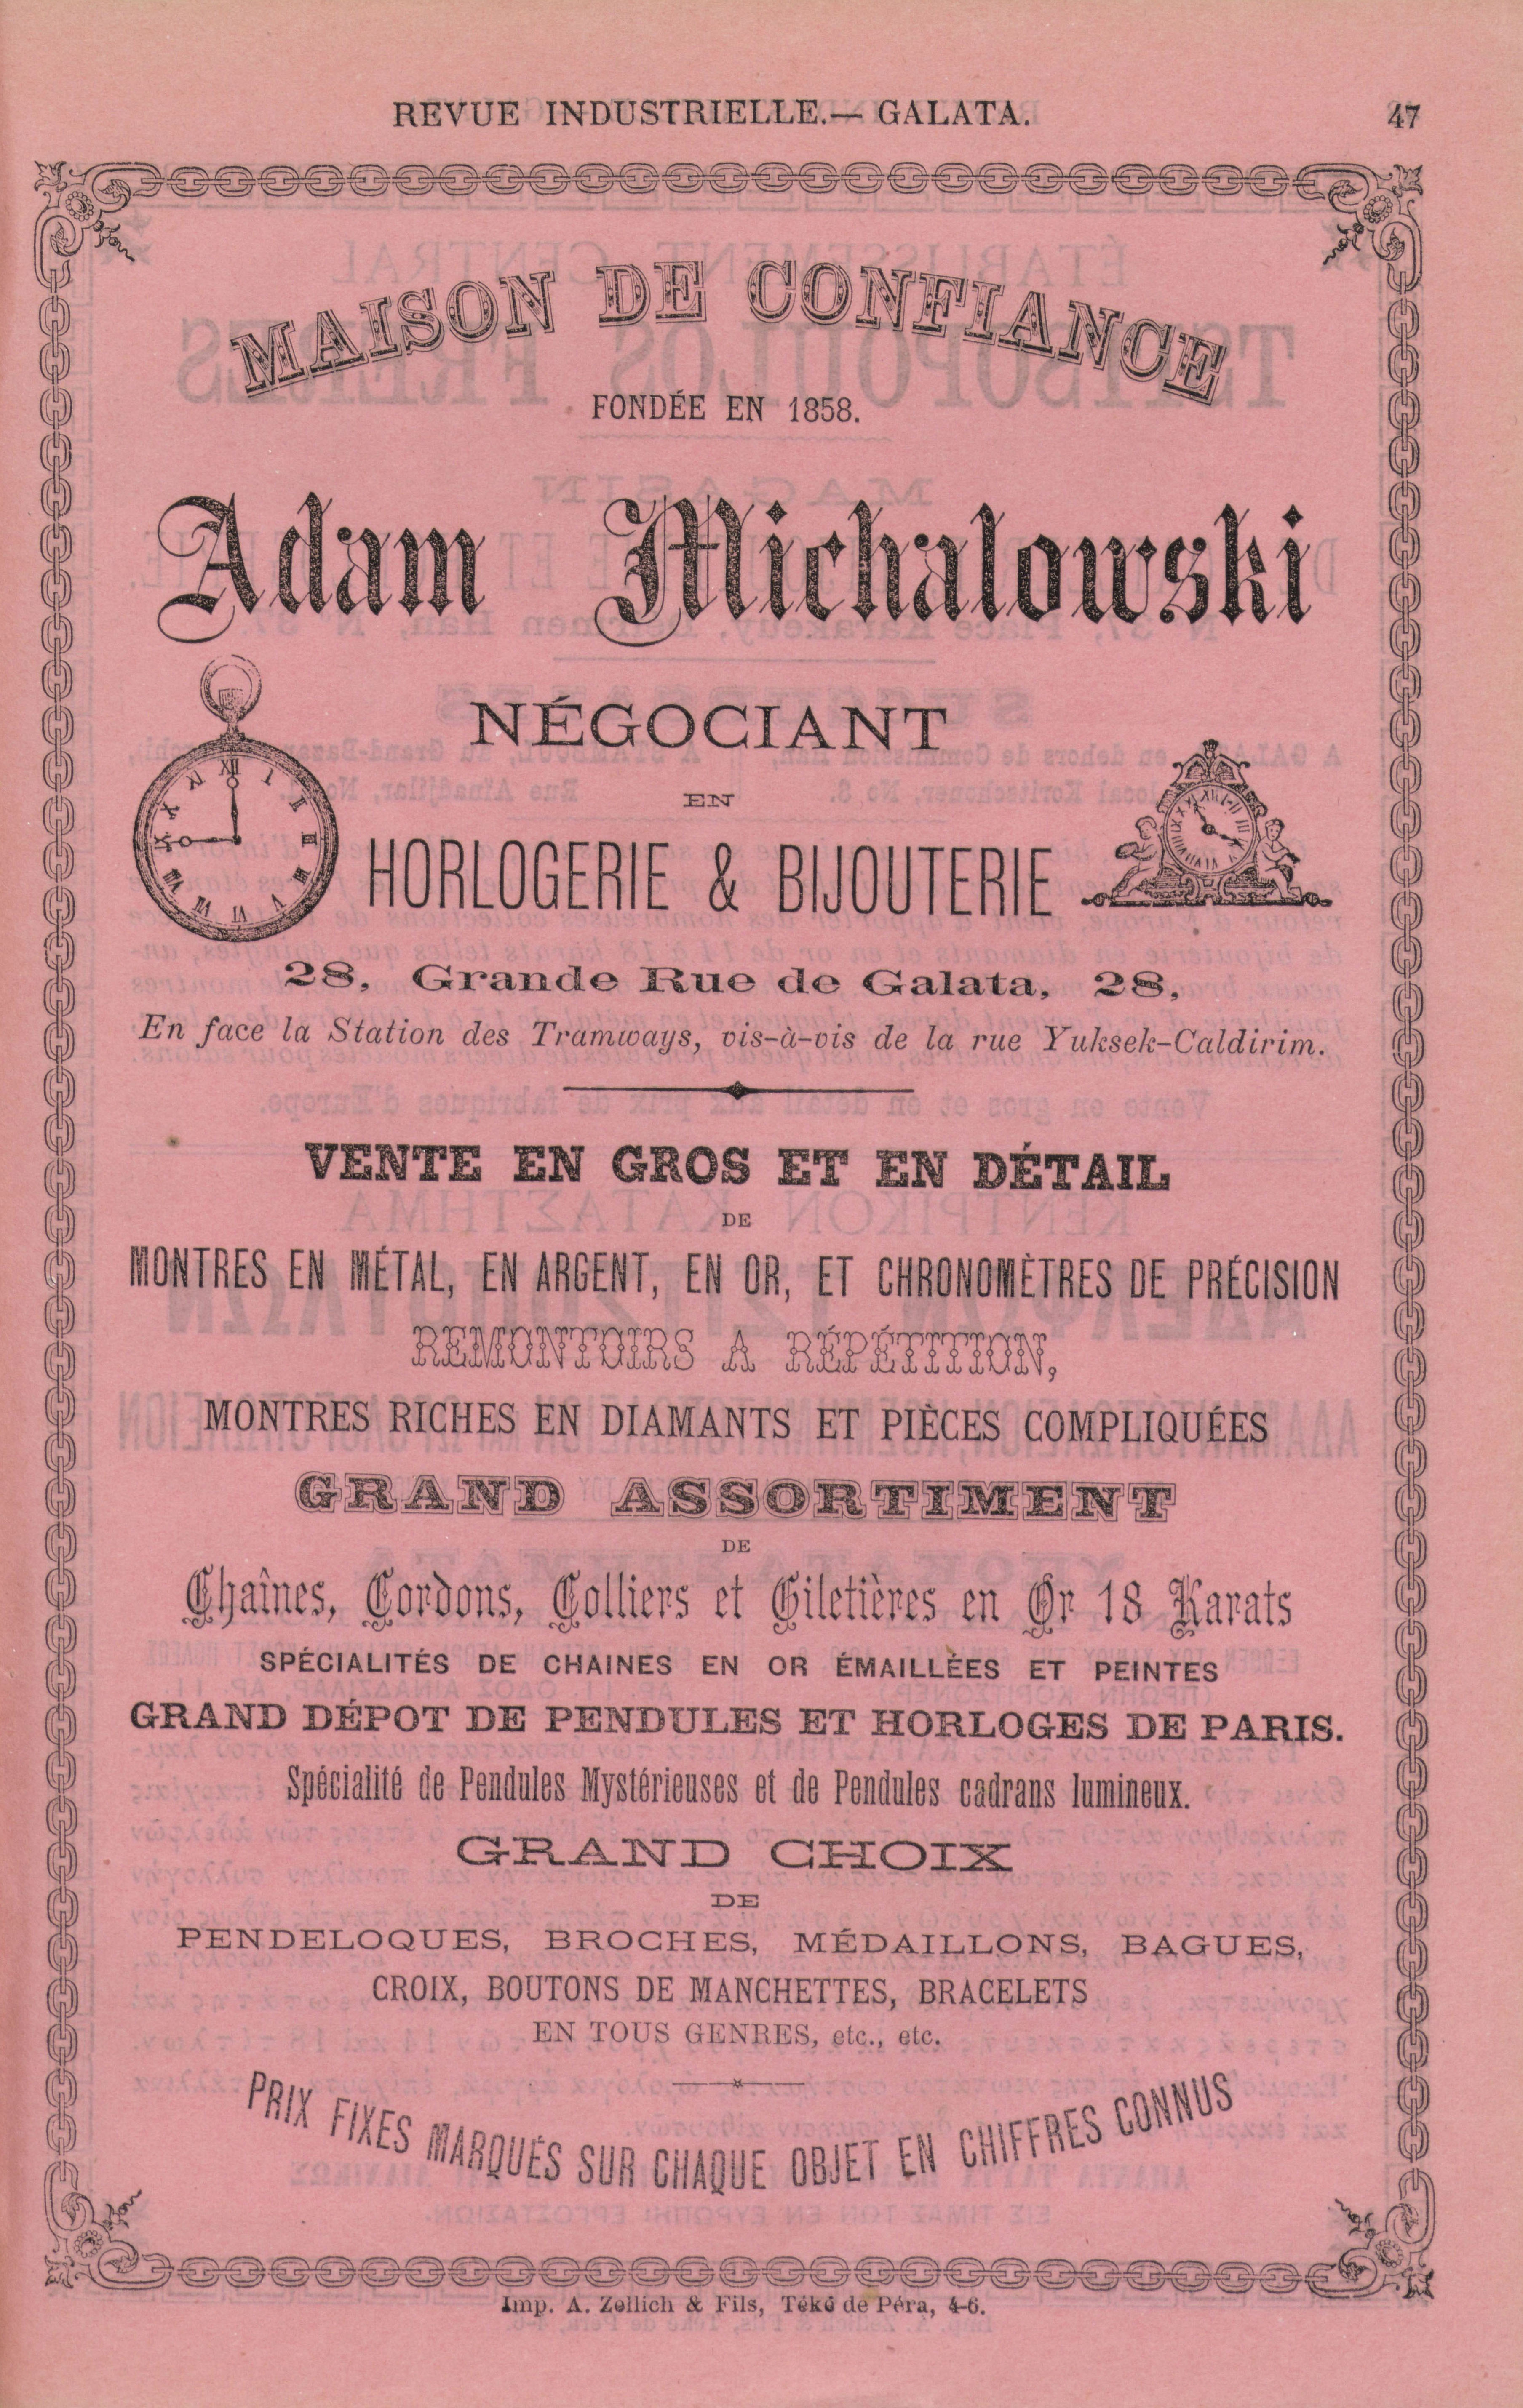 REVUE INDUSTRIELLE.— GALATA. 47
MAISON DE CONFIANCE
FONDÉE EN 1858.
Adam Michalowski
NÉGOCIANT
EN
HORLOGERIE & BIJOUTERIE
28, Grande Rue de Galata, 28,
En face la Station des Tramways, vis-à-vis de la rue Yuksek-Caldirim.
VENTE EN GROS ET EN DÉTAIL
DE
MONTRES EN MÉTAL, EN ARGENT, EN OR, ET CHRONOMÈTRES DE PRÉCISION
REMONTOIRS A RÉPÉTITION,
MONTRES RICHES EN DIAMANTS ET PIÈCES COMPLIQUÉES
GRAND ASSORTIMENT
DE
Chaînes, Cordons, Colliers et Giletières en Or 18 Karats
SPÉCIALITÉS DE CHAINES EN OR ÉMAILLÈES ET PEINTES
GRAND DÉPOT DE PENDULES ET HORLOGES DE PARIS.
Spécialité de Pendules Mystérieuses et de Pendules cadrans lumineux.
GRAND CHOIX
DE
PENDELOQUES, BROCHES, MÉDAILLONS, BAGUES,
CROIX, BOUTONS DE MANCHETTES, BRACELETS
EN TOUS GENRES, etc., etc.
PRIX FIXES MARQUÉS SUR CHAQUE OBJET EN CHIFFRES CONNUS
Imp. A. Zellich & Fils, Téké de Péra, 4-6.